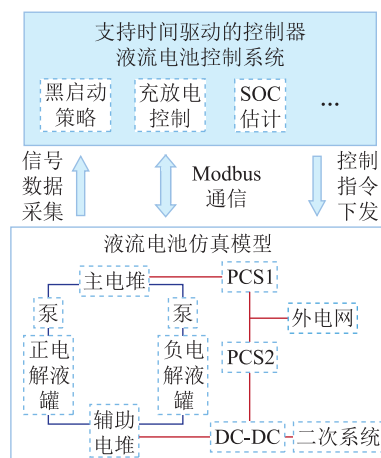 支持时间驱动的控制器
液流电池控制系统
黑启动
策略
充放电
控制
SOC
估计
...
信号
数据
采集
Modbus
通信
控制
指令
下发
液流电池仿真模型
主电堆
PCS1
泵
泵
外电网
正电
解液
罐
负电
解液
罐
PCS2
辅助
电堆
DC-DC
二次系统